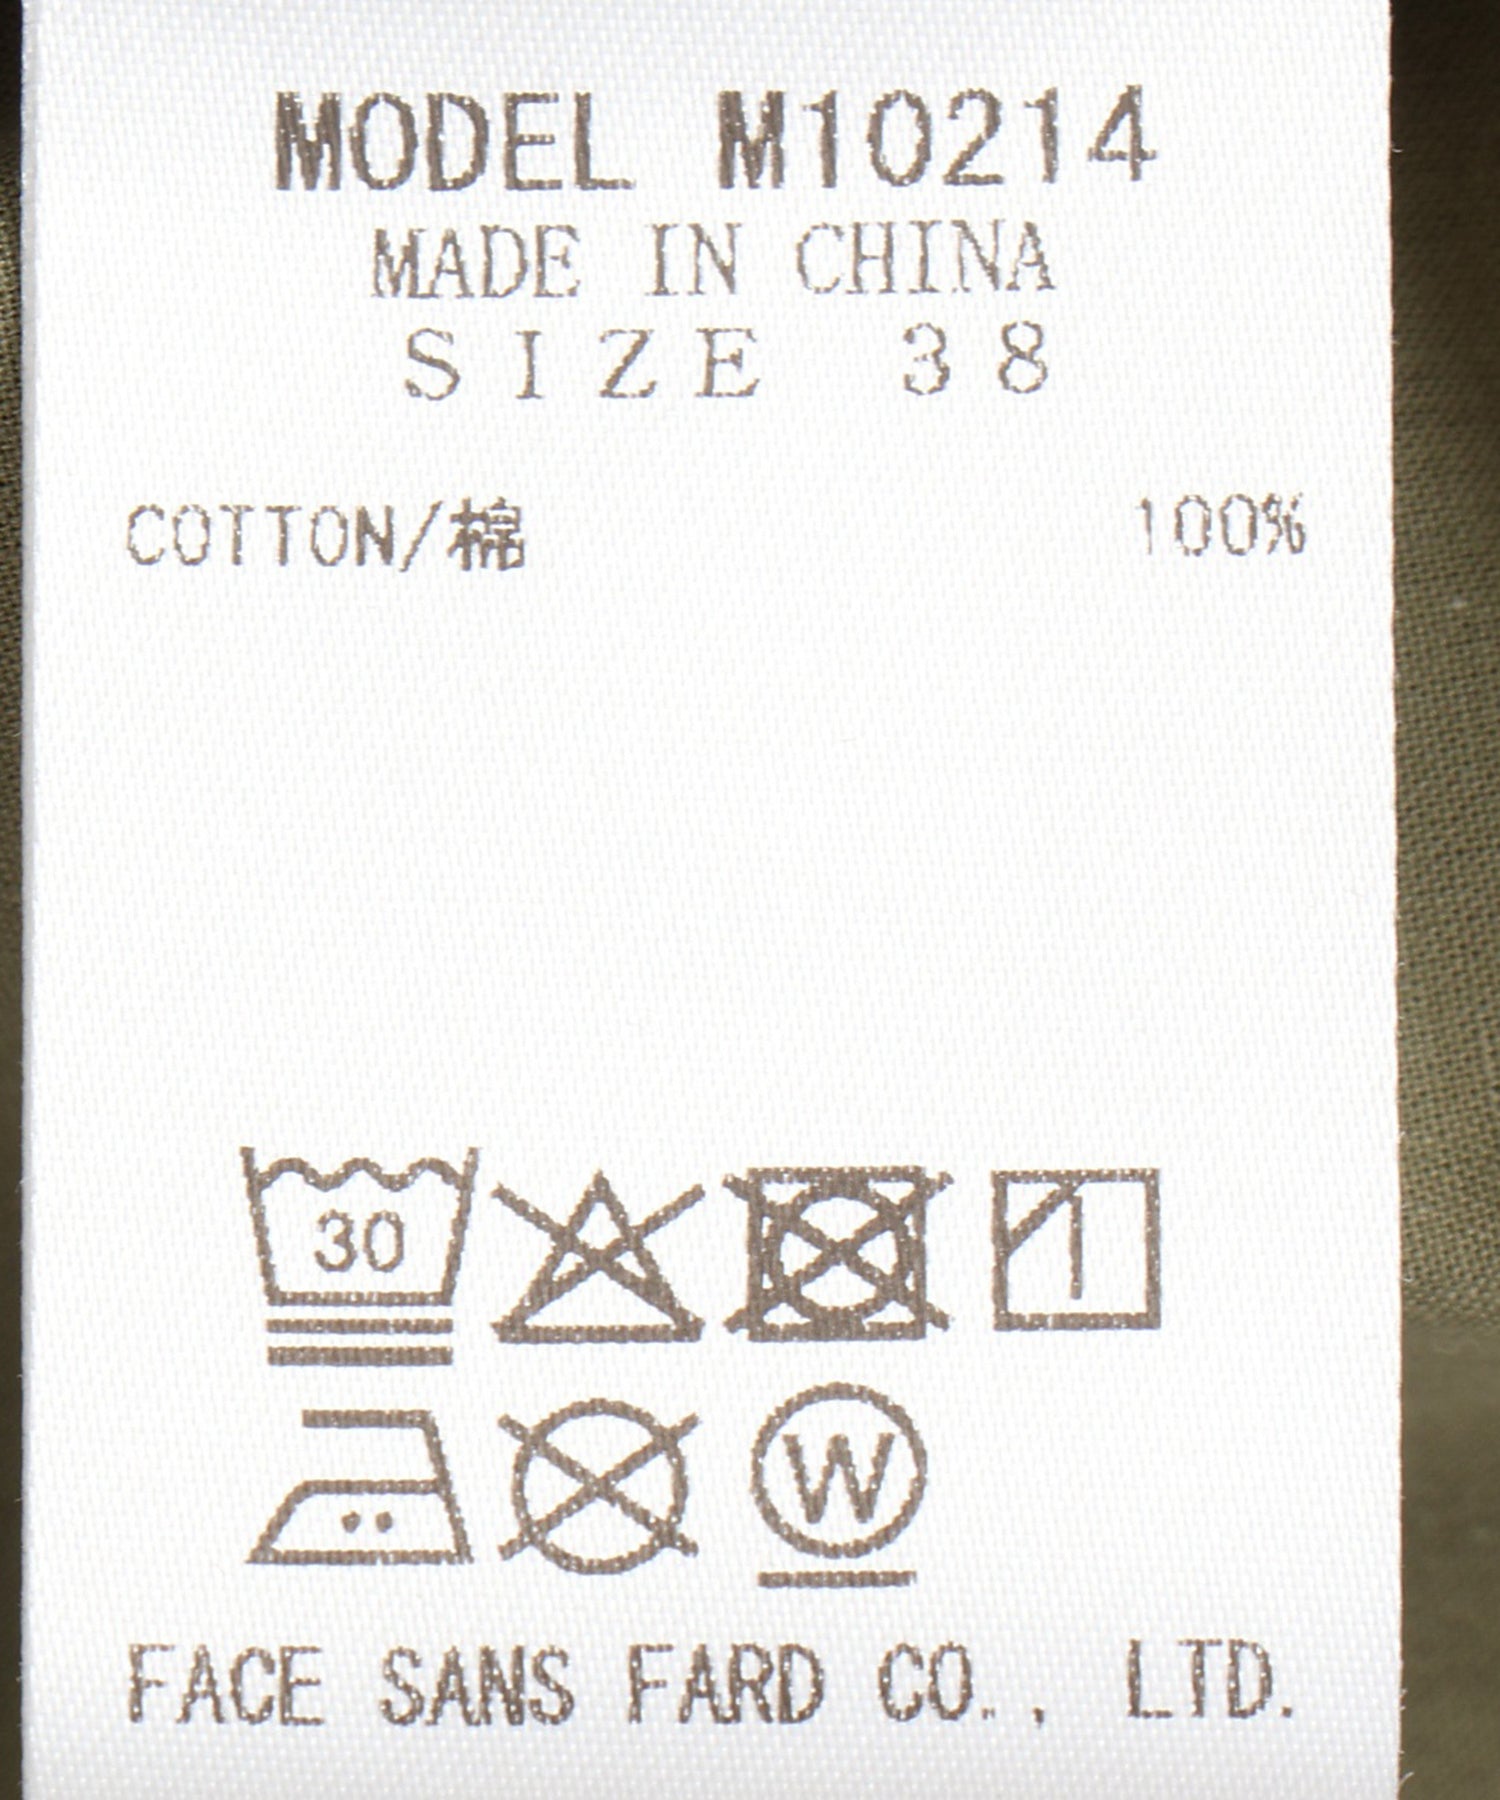 MODEL M10214
MADE IN CHINA
SIZE 38
COTTON/棉 100%
30
W
FACE SANS FARD CO., LTD.